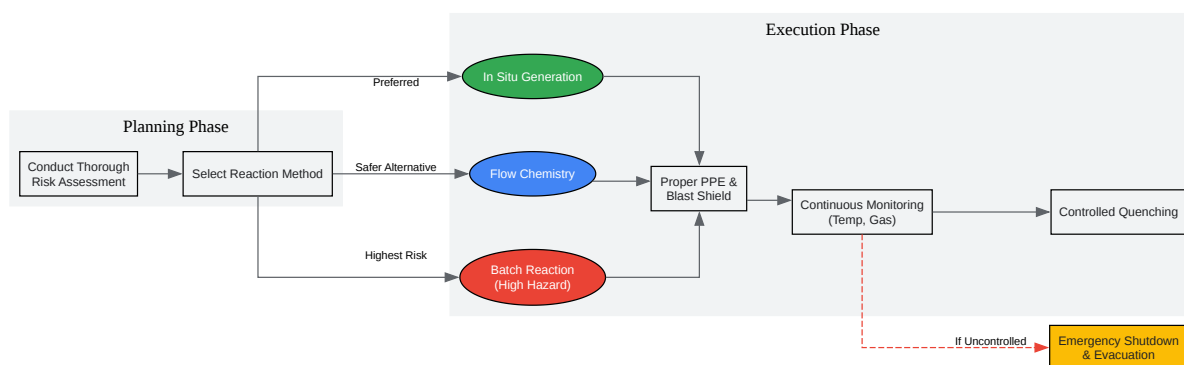 Execution Phase
In Situ Generation
Preferred
Planning Phase
Conduct Thorough
Risk Assessment
Select Reaction Method
Safer Alternative
Flow Chemistry
Proper PPE &
Blast Shield
Continuous Monitoring
(Temp, Gas)
Controlled Quenching
Highest Risk
Batch Reaction
(High Hazard)
If Uncontrolled
Emergency Shutdown
& Evacuation